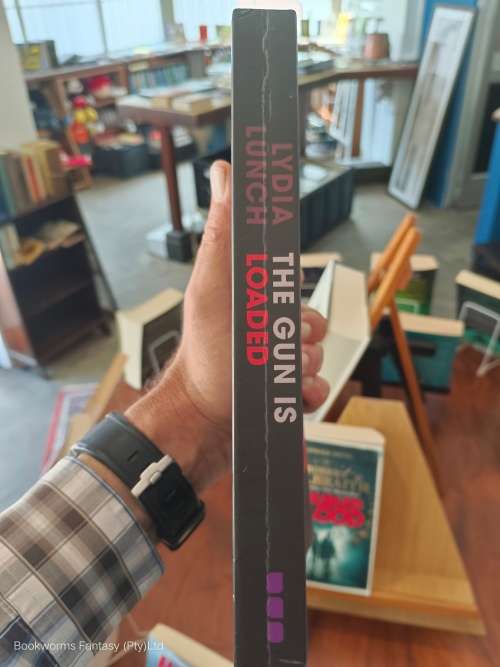 LYDIA
LUNCH
THE GUN IS
LOADED
Bookworms Fantasy (Pty)Ltd